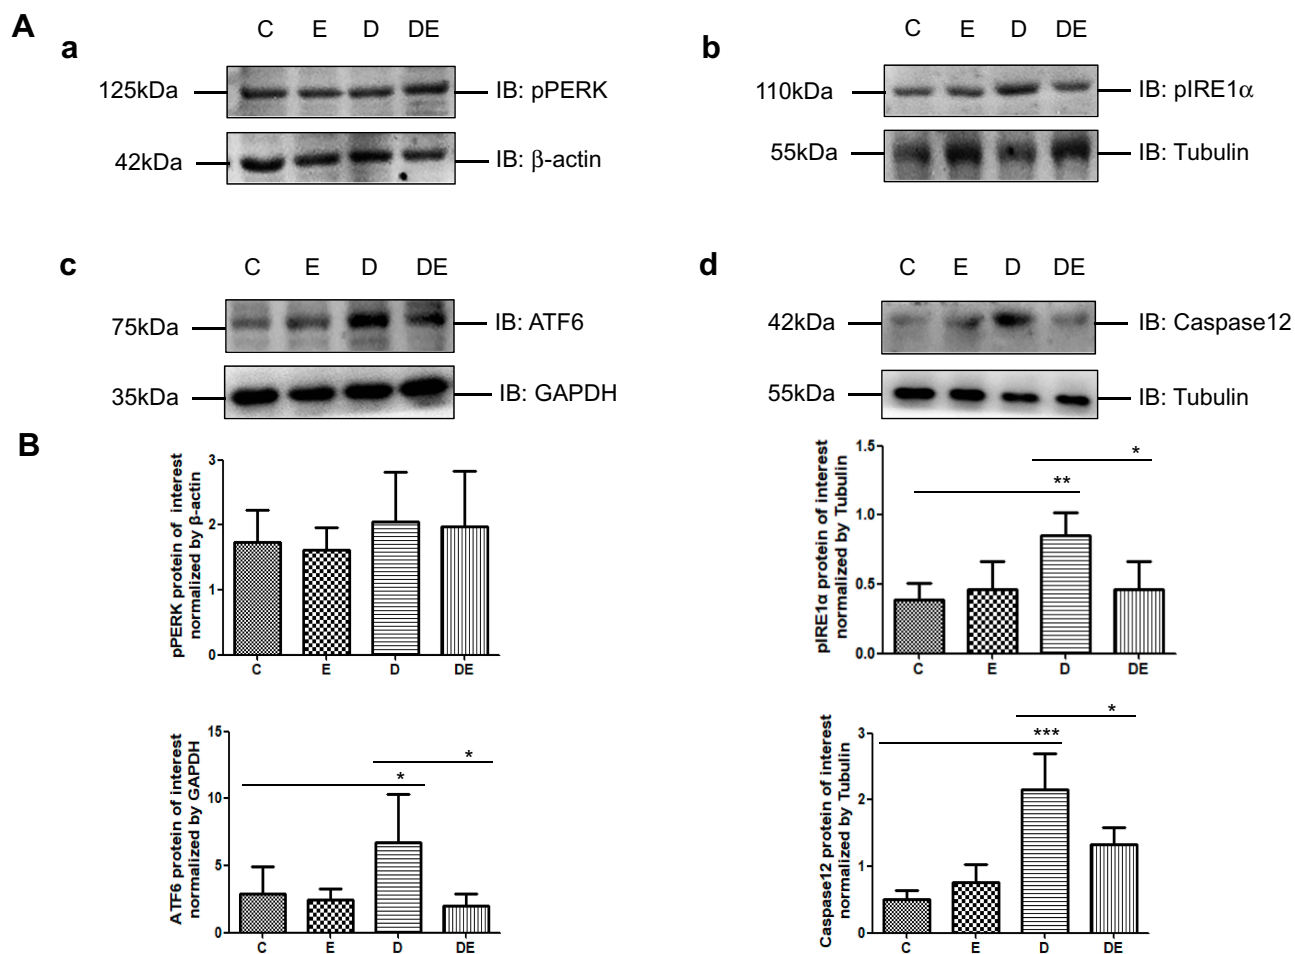 A
a
C E D DE
125kDa
IB: pPERK
42kDa
IB: β-actin
b
C E D DE
110kDa
IB: pIRE1α
55kDa
IB: Tubulin
c
C E D DE
75kDa
IB: ATF6
35kDa
IB: GAPDH
d
C E D DE
42kDa
IB: Caspase12
55kDa
IB: Tubulin
B
pPERK protein of interest
normalized by β-actin
3
2
1
0
C E D DE
pIRE1α protein of interest
normalized by Tubulin
1.5
1.0
0.5
0.0
**
*
C E D DE
ATF6 protein of interest
normalized by GAPDH
15
10
5
0
*
*
C E D DE
Caspase12 protein of interest
normalized by Tubulin
3
2
1
0
***
*
C E D DE